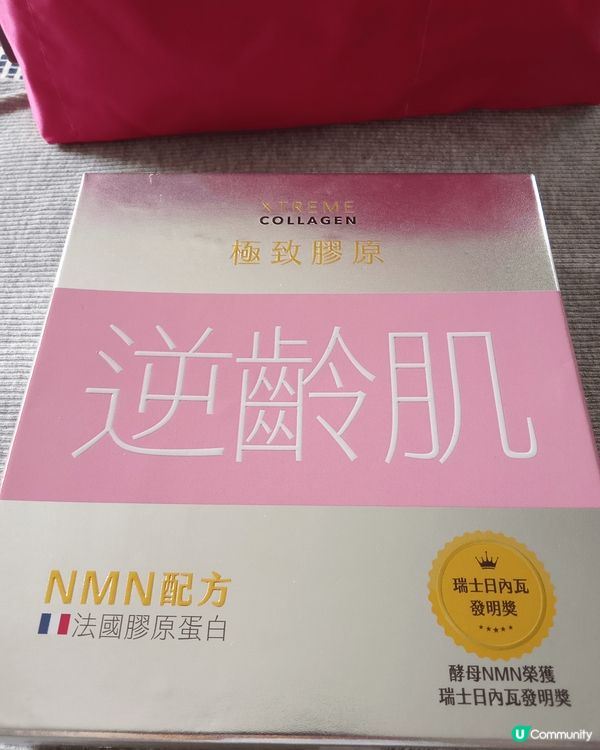 XTREME
COLLAGEN
極致膠原
逆齡肌
NMN配方
法國膠原蛋白
瑞士日內瓦
發明獎
酵母NMN榮獲
瑞士日內瓦發明獎
U Community